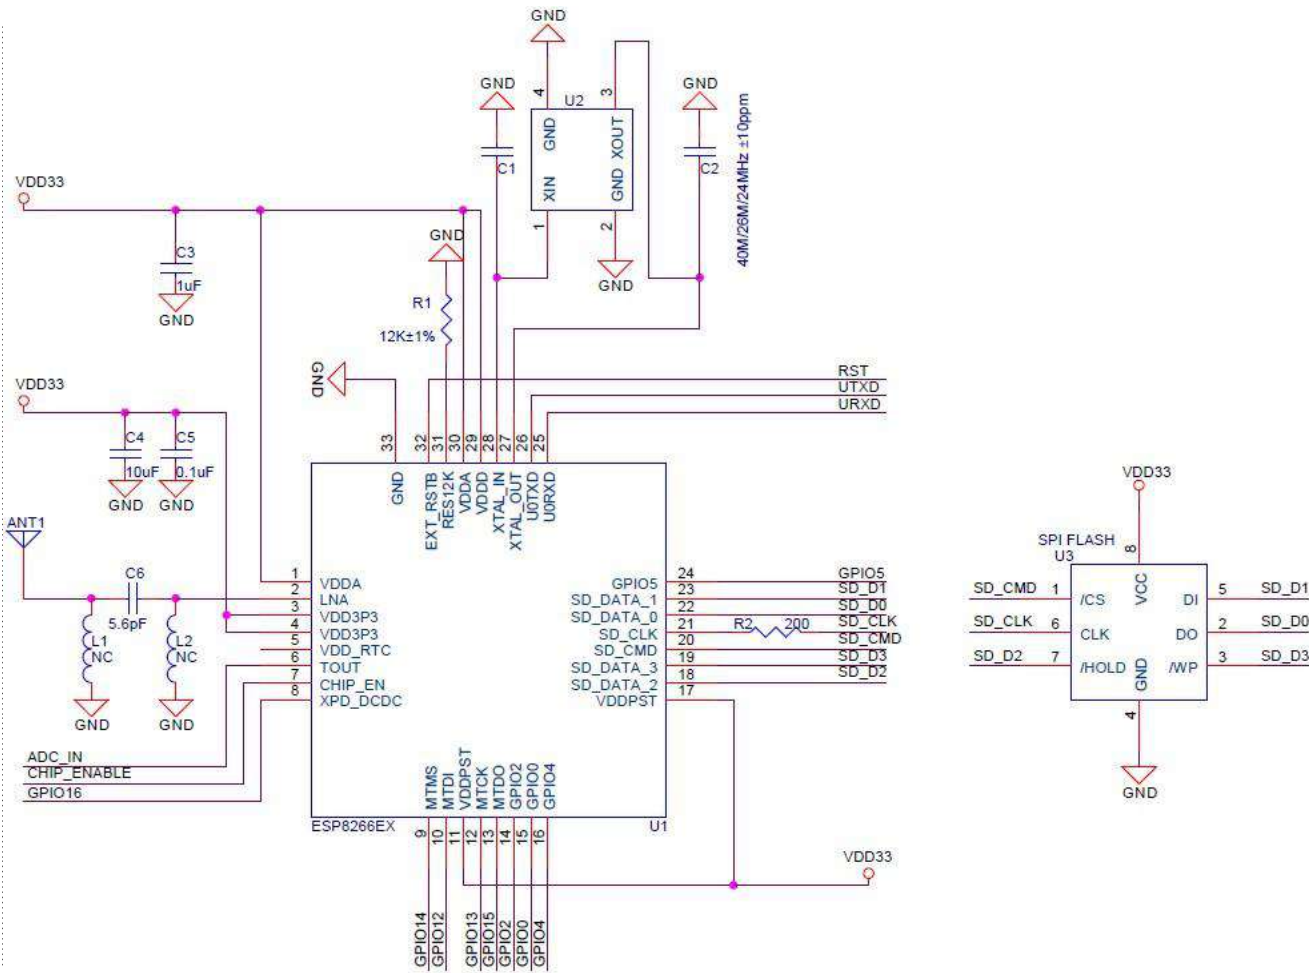 GND
U2
GND
C1
4
GND
3
XOUT
XIN
1
GND
2
GND
GND
C2
40M/26M/24MHz ±10ppm
VDD33
C3
1uF
GND
GND
R1
12K±1%
GND
VDD33
C4
10uF
GND
C5
0.1uF
GND
RST
UTXD
URXD
33
32
31
30
29
28
27
26
25
GND
EXT_RSTB
RES12K
VDDA
VDDD
XTAL_IN
XTAL_OUT
U0TXD
U0RXD
ANT1
C6
5.6pF
L1
NC
GND
L2
NC
GND
1 VDDA
2 LNA
3 VDD3P3
4 VDD3P3
5 VDD_RTC
6 TOUT
7 CHIP_EN
8 XPD_DCDC
ADC_IN
CHIP_ENABLE
GPIO16
GPIO5 24 GPIO5
SD_DATA_1 23 SD_D1
SD_DATA_0 22 SD_D0
SD_CLK 21 R2 200 SD_CLK
SD_CMD 20 SD_CMD
SD_DATA_3 19 SD_D3
SD_DATA_2 18 SD_D2
VDDPST 17
MTMS
MTDI
VDDPST
MTCK
MTDO
GPIO2
GPIO0
GPIO4
ESP8266EX
U1
9
10
11
12
13
14
15
16
GPIO14
GPIO12
GPIO13
GPIO15
GPIO2
GPIO0
GPIO4
VDD33
VDD33
SPI FLASH
U3
8
VCC
SD_CMD 1 /CS
SD_CLK 6 CLK
SD_D2 7 /HOLD
DI 5 SD_D1
DO 2 SD_D0
/WP 3 SD_D3
GND
4
GND